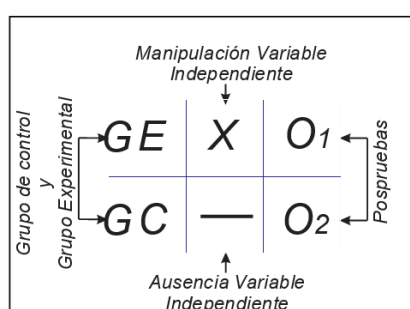 Manipulación Variable
Independiente
Grupo de control
y
Grupo Experimental
GE X O1
GC — O2
Pospruebas
Ausencia Variable
Independiente